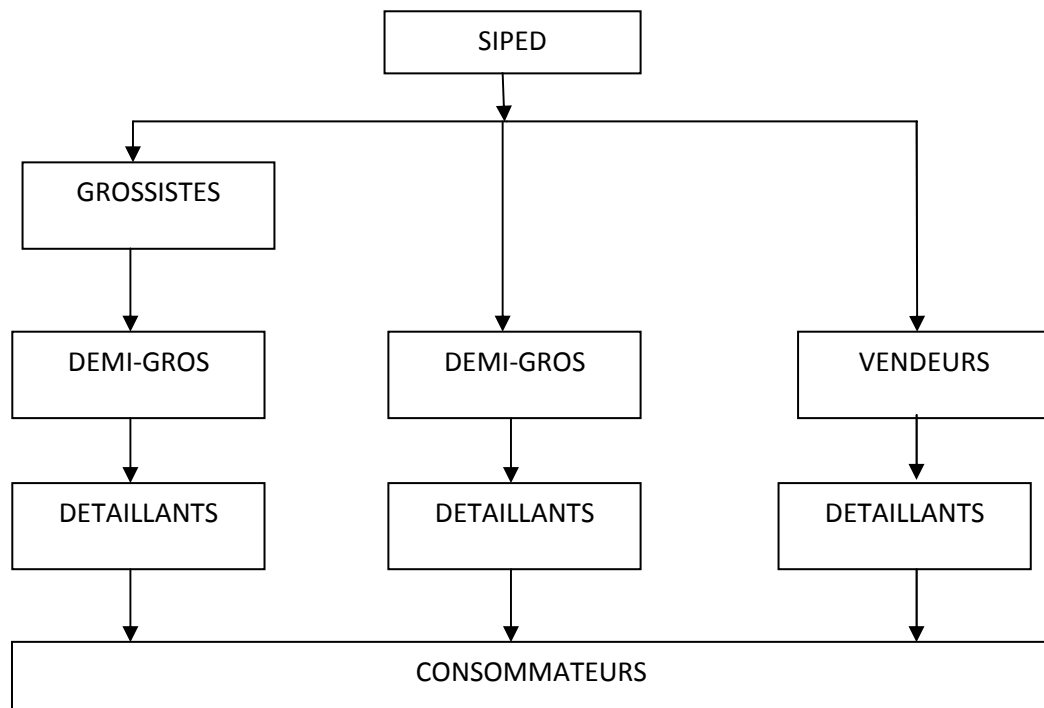 SIPED
GROSSISTES
DEMI-GROS
DEMI-GROS
VENDEURS
DETAILLANTS
DETAILLANTS
DETAILLANTS
CONSOMMATEURS